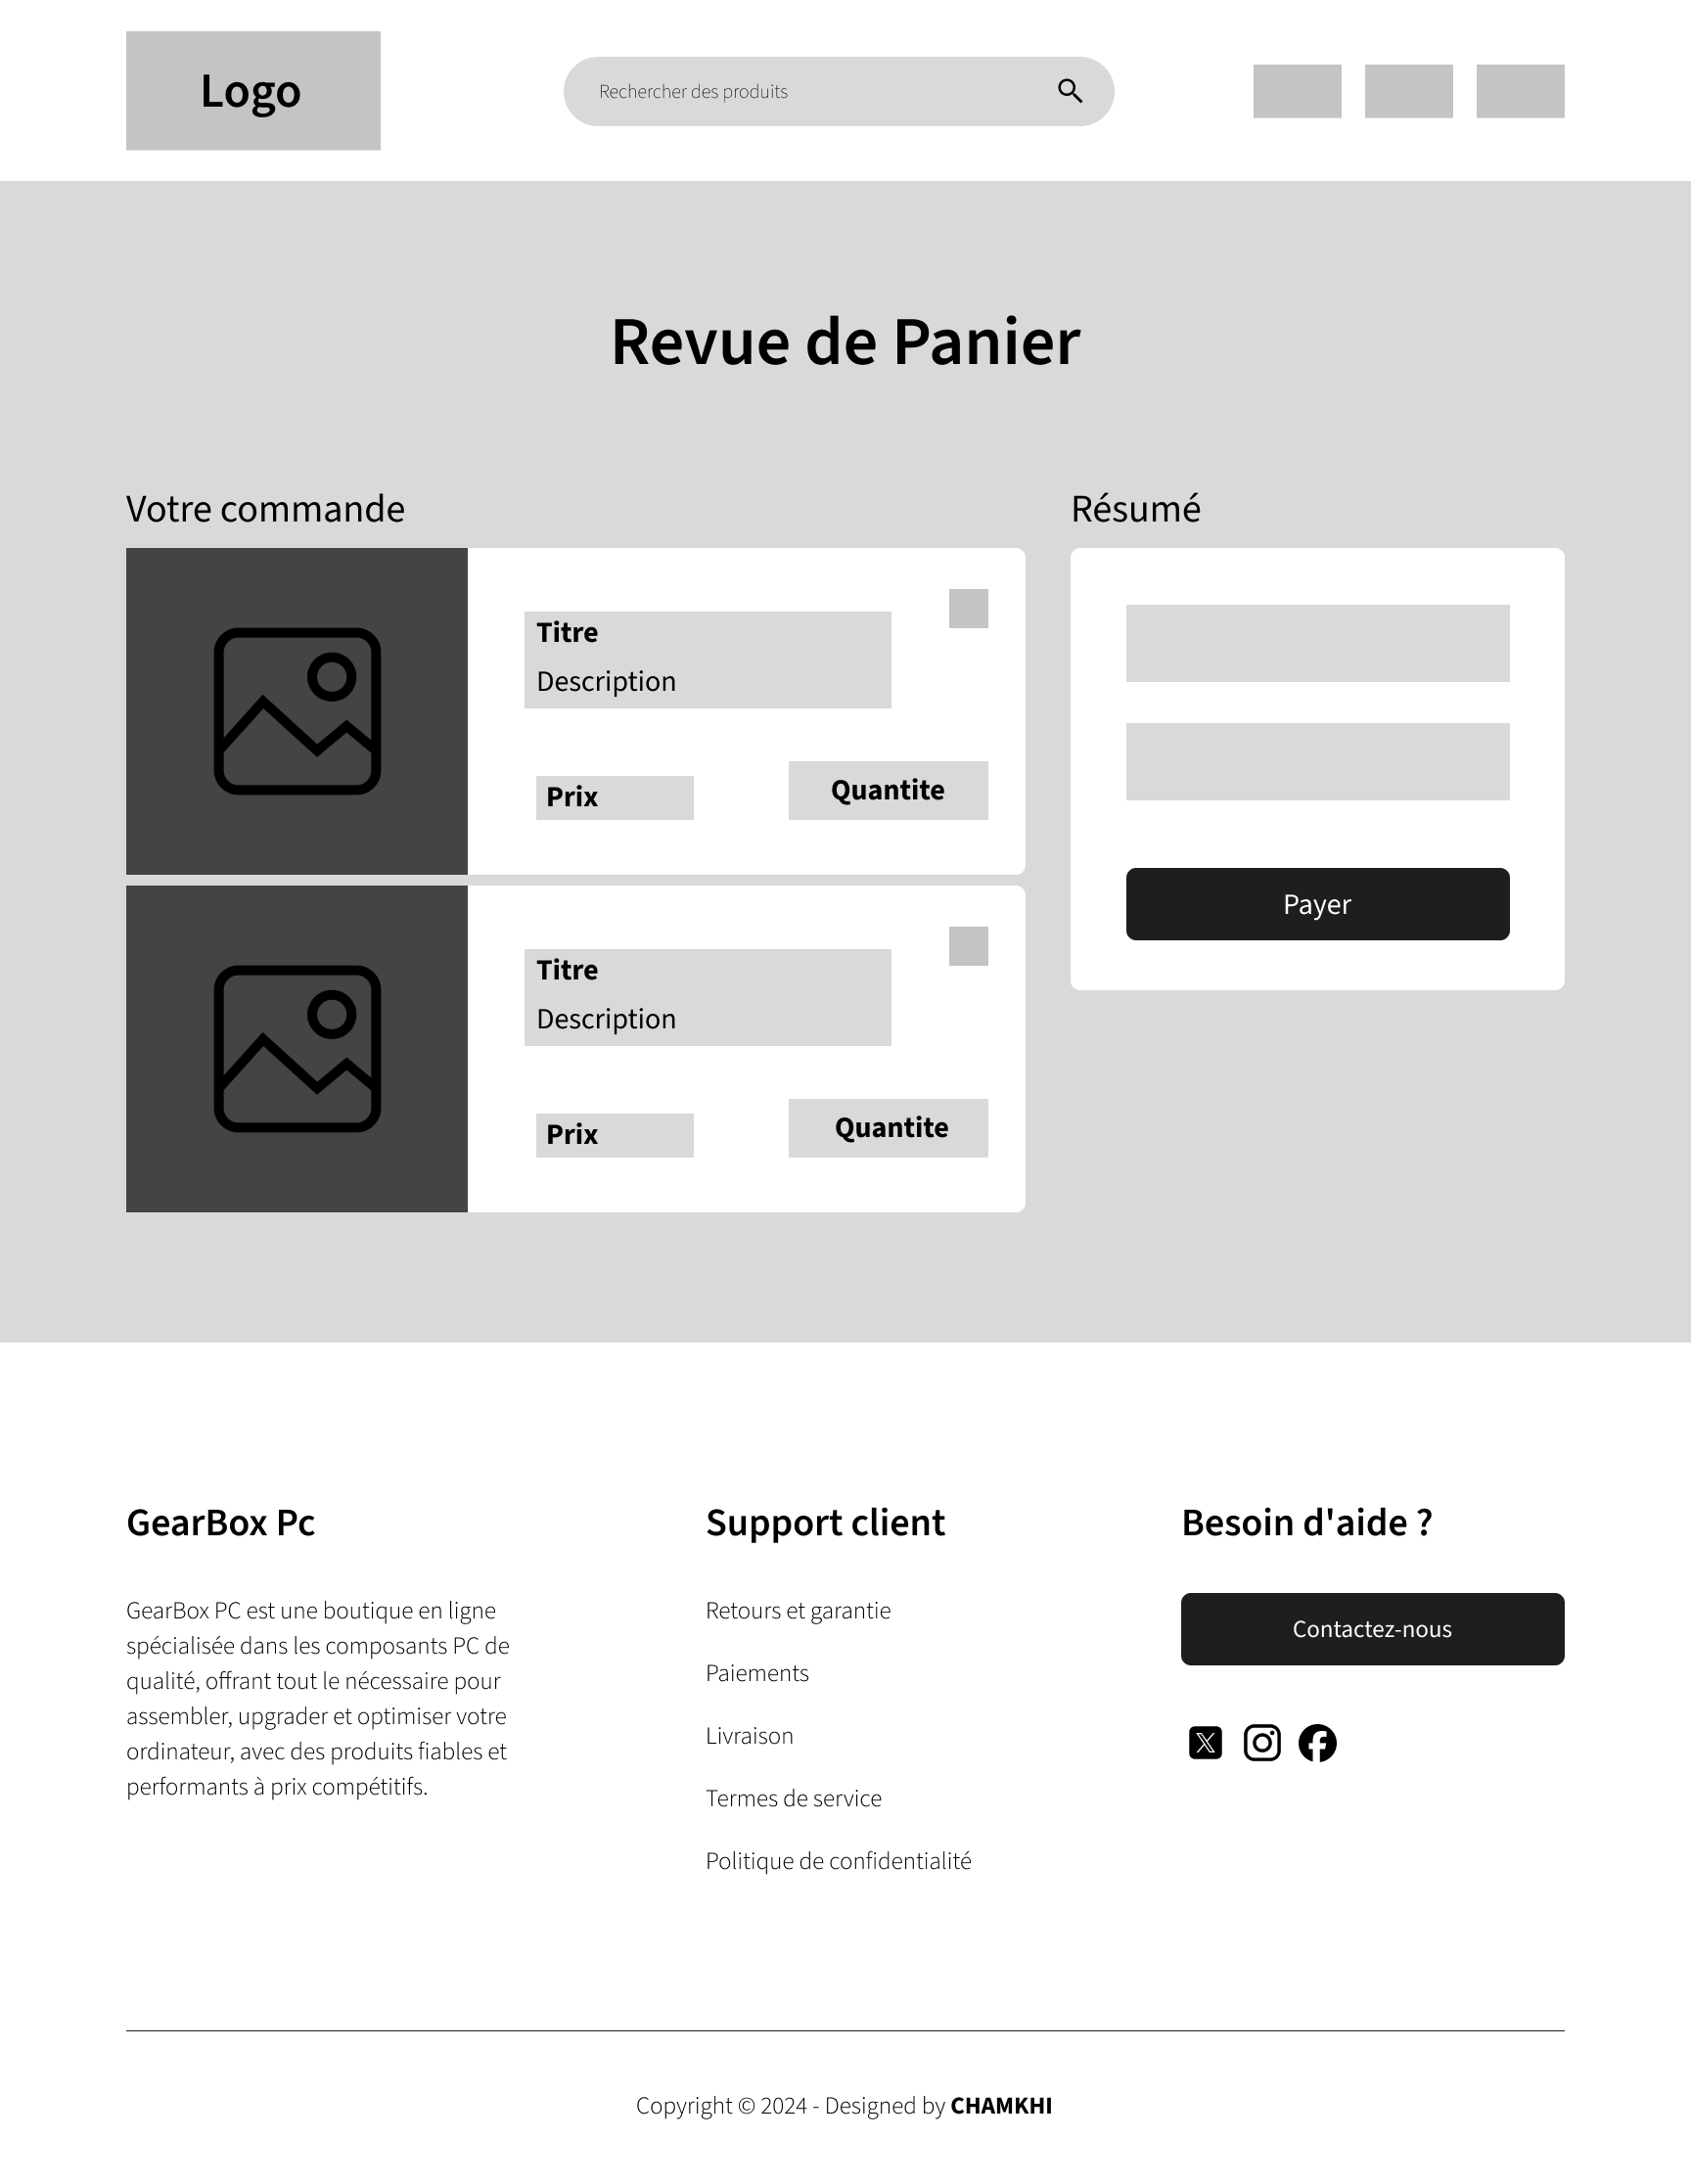 Logo
Rechercher des produits
Revue de Panier
Votre commande
Titre
Description
Prix
Quantite
Titre
Description
Prix
Quantite
Résumé
Payer
GearBox Pc
GearBox PC est une boutique en ligne
spécialisée dans les composants PC de
qualité, offrant tout le nécessaire pour
assembler, upgrader et optimiser votre
ordinateur, avec des produits fiables et
performants à prix compétitifs.
Support client
Retours et garantie
Paiements
Livraison
Termes de service
Politique de confidentialité
Besoin d'aide ?
Contactez-nous
Copyright © 2024 - Designed by CHAMKHI